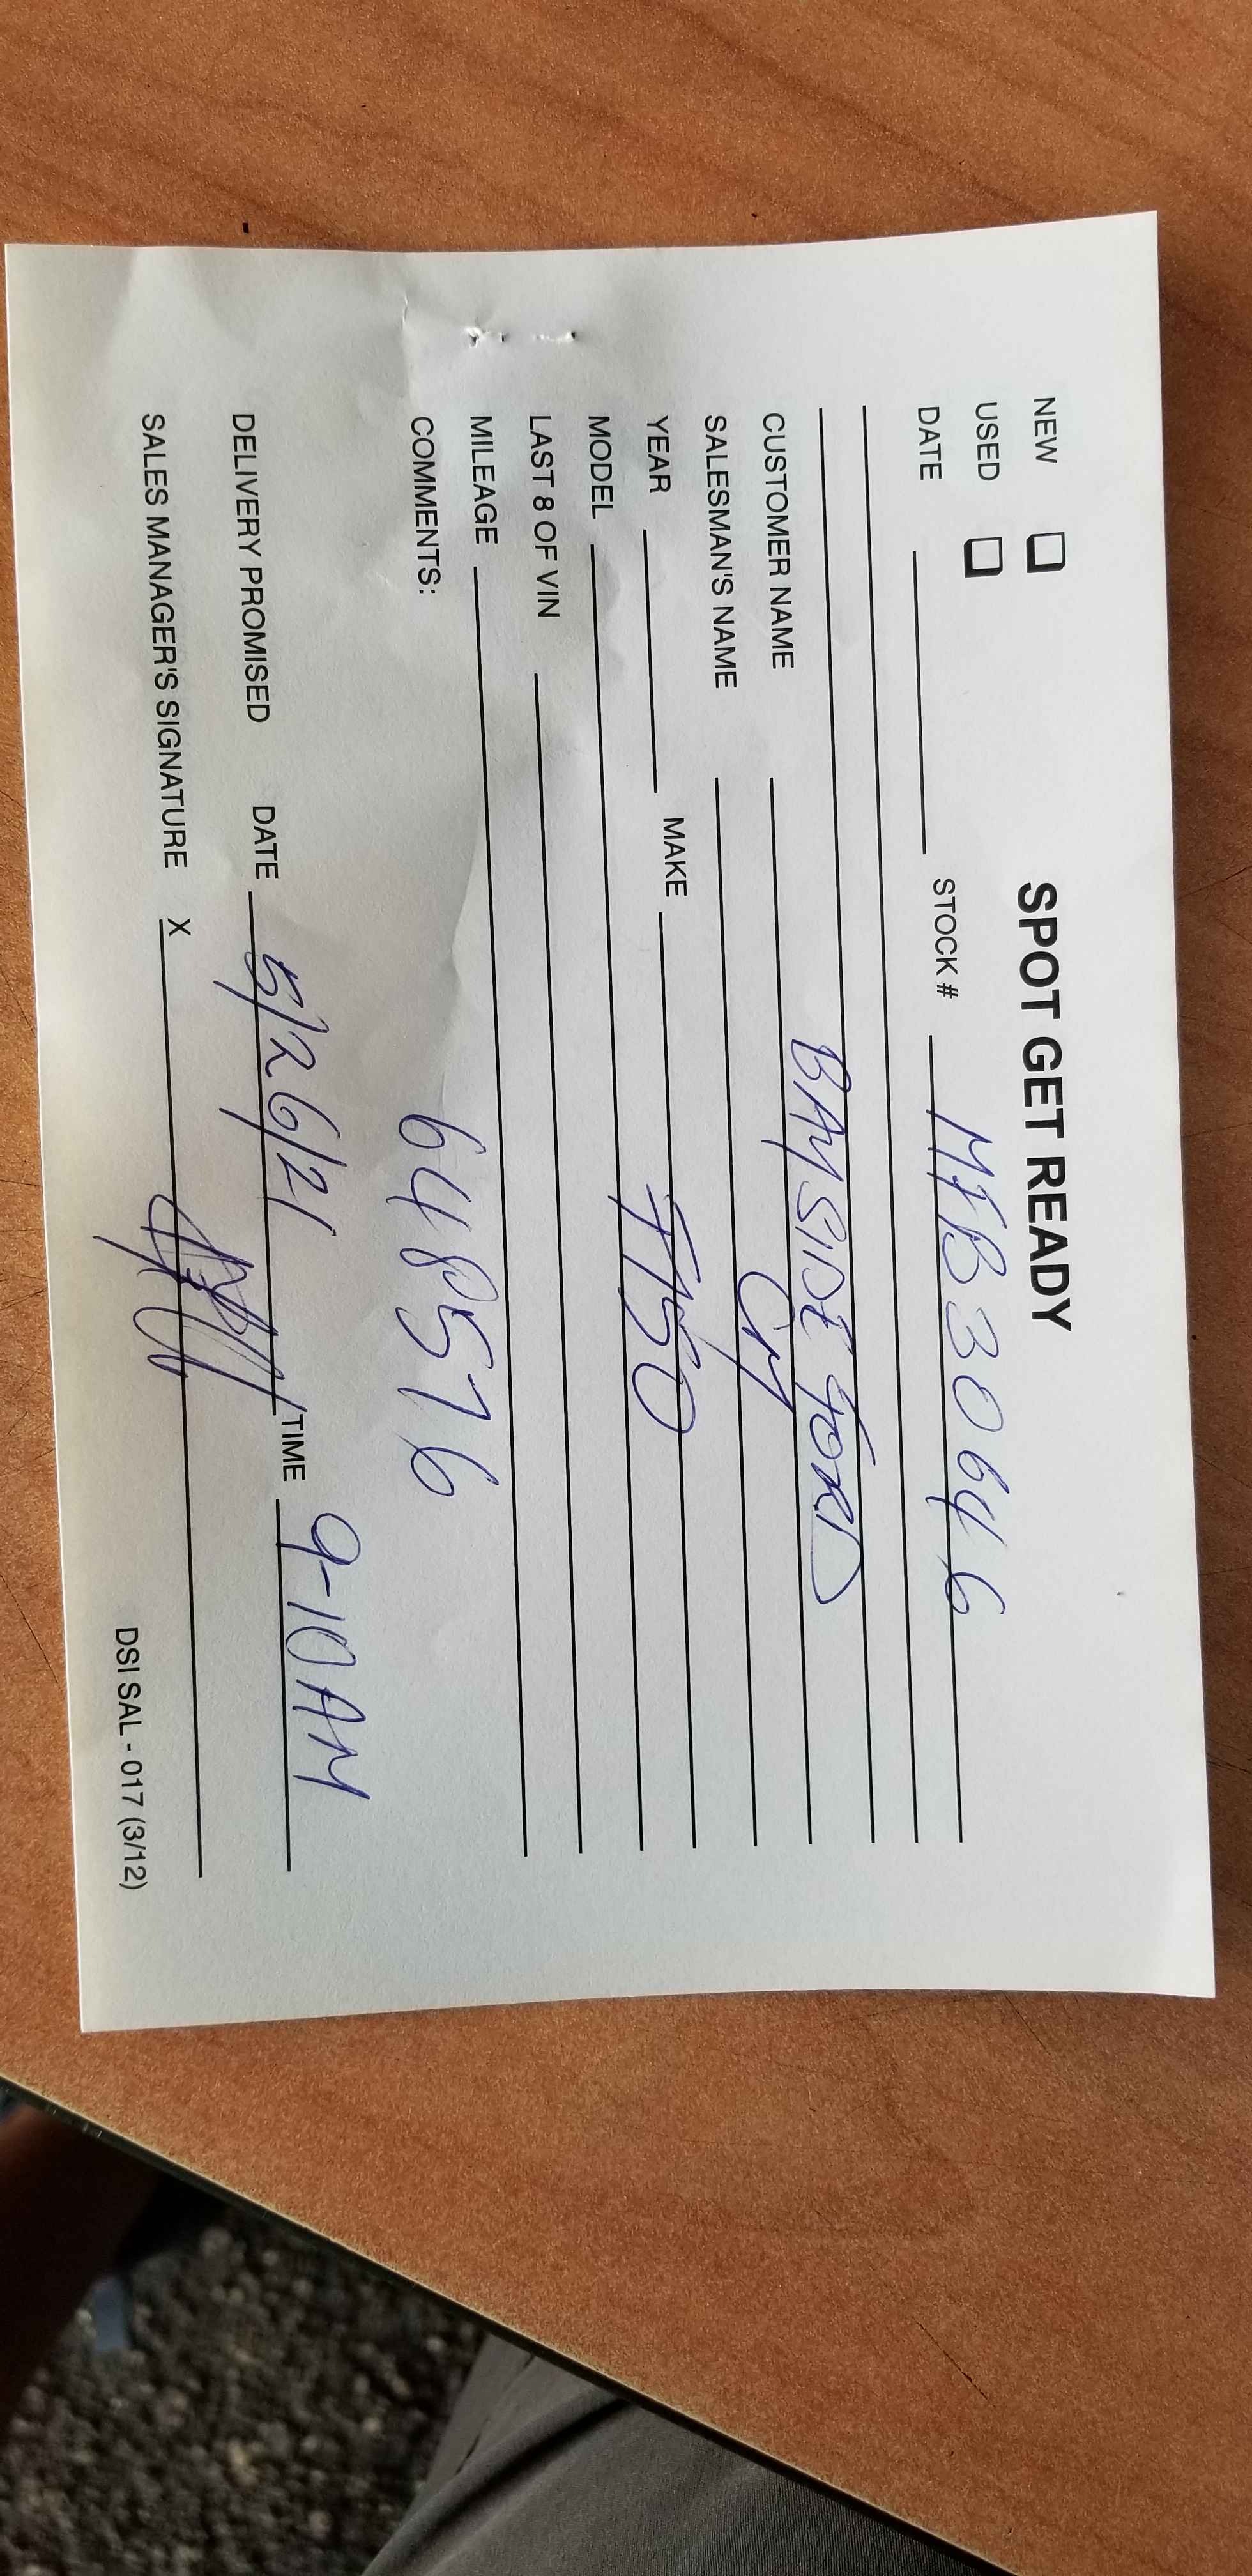 SPOT GET READY
NEW
USED
DATE STOCK # MFB30646
BAYSIDE FORD
CUSTOMER NAME
SALESMAN'S NAME
YEAR MAKE F150
MODEL
LAST 8 OF VIN
MILEAGE
COMMENTS: 648576
DELIVERY PROMISED DATE 5/26/21 TIME 9-10AM
SALES MANAGER'S SIGNATURE X
DSI SAL - 017 (3/12)